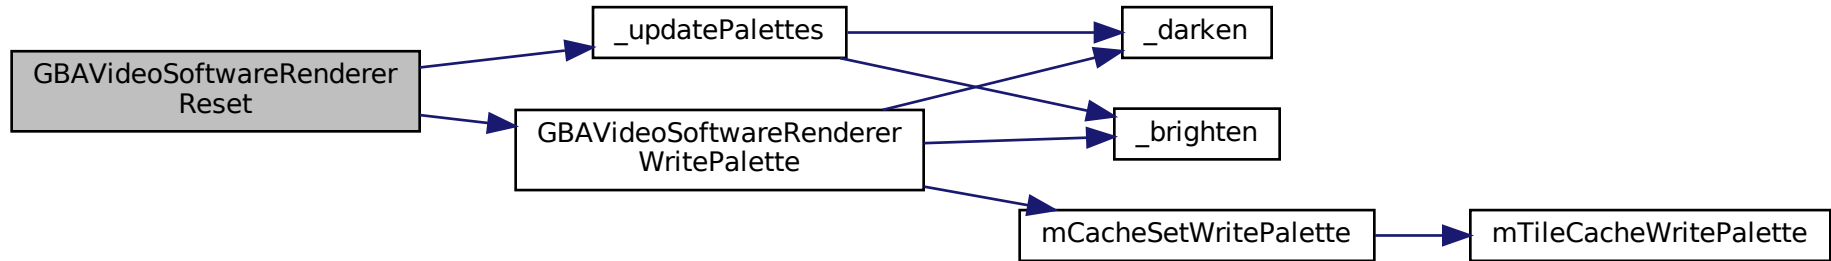 GBAVideoSoftwareRenderer
Reset
_updatePalettes
GBAVideoSoftwareRenderer
WritePalette
_darken
_brighten
mCacheSetWritePalette
mTileCacheWritePalette